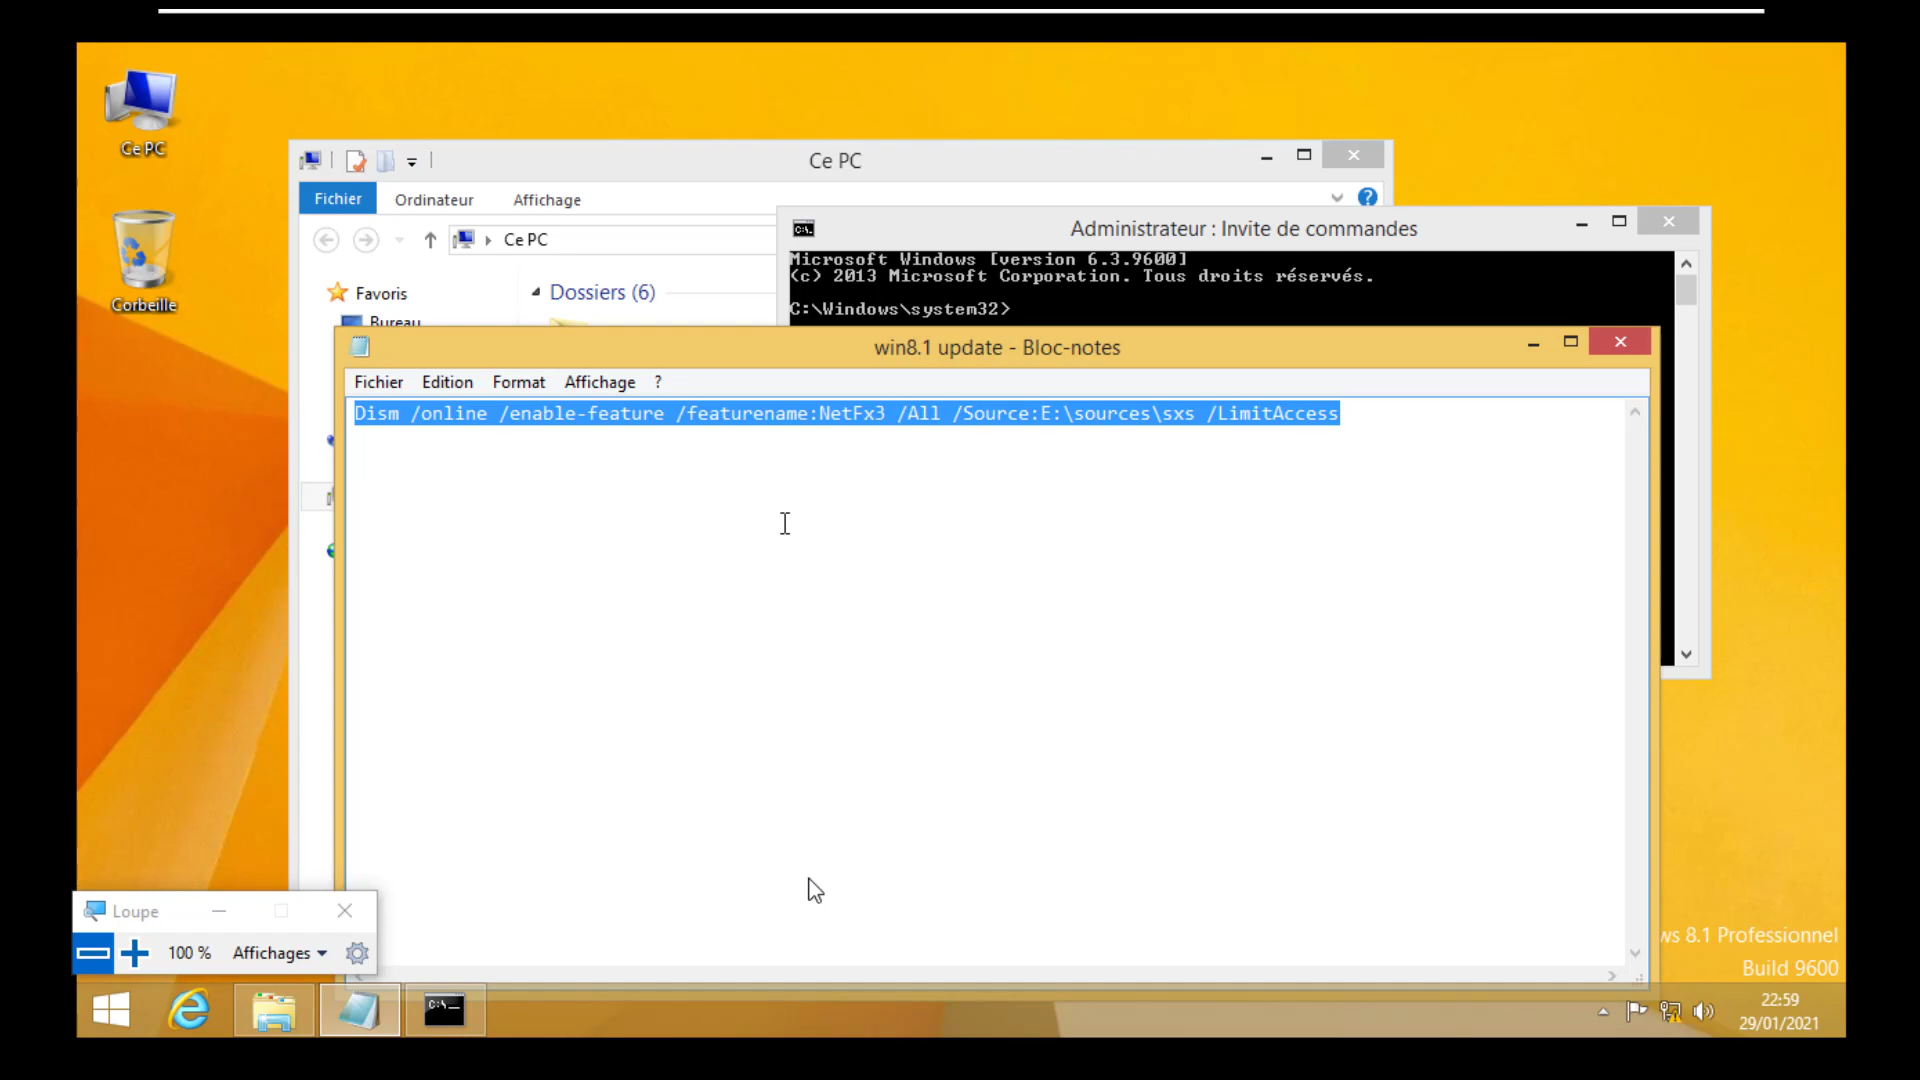 Ce PC
Corbeille
Ce PC
Fichier
Ordinateur
Affichage
Ce PC
Favoris
Bureau
Dossiers (6)
Administrateur : Invite de commandes
Microsoft Windows [version 6.3.9600]
(c) 2013 Microsoft Corporation. Tous droits réservés.
C:\Windows\system32>
win8.1 update - Bloc-notes
Fichier Edition Format Affichage ?
Dism /online /enable-feature /featurename:NetFx3 /All /Source:E:\sources\sxs /LimitAccess
Loupe
100 % Affichages
ws 8.1 Professionnel
Build 9600
22:59
29/01/2021